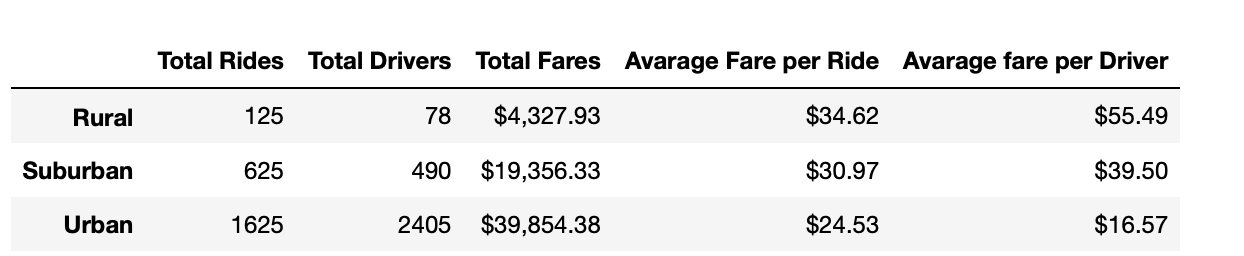 Total Rides Total Drivers Total Fares Avarage Fare per Ride Avarage fare per Driver
Rural 125 78 $4,327.93 $34.62 $55.49
Suburban 625 490 $19,356.33 $30.97 $39.50
Urban 1625 2405 $39,854.38 $24.53 $16.57